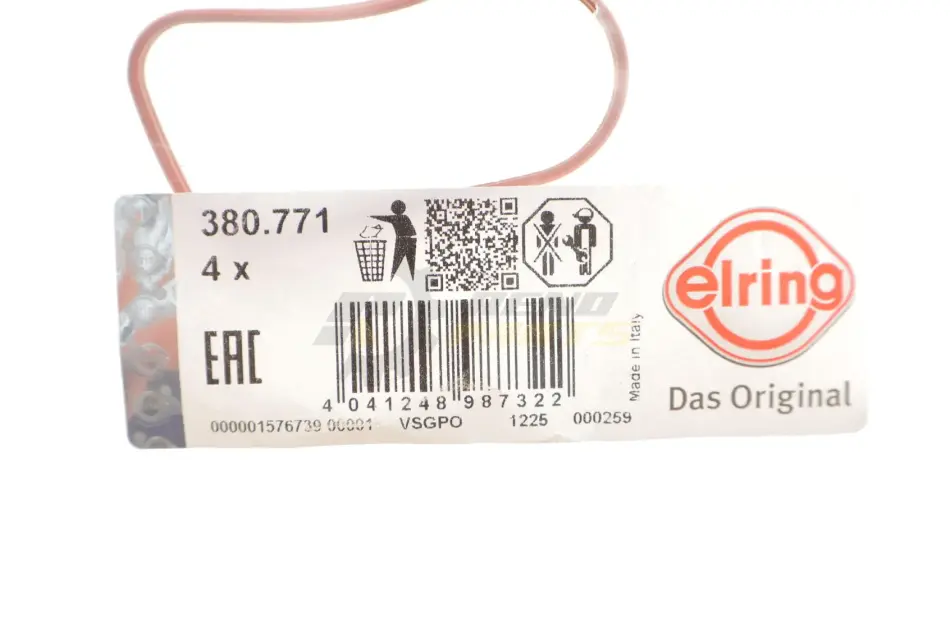 380.771
4 x
EAC
4 041248 987322
000001576739 00001 VSGPO 1225 000259
Made in Italy
elring
Das Original